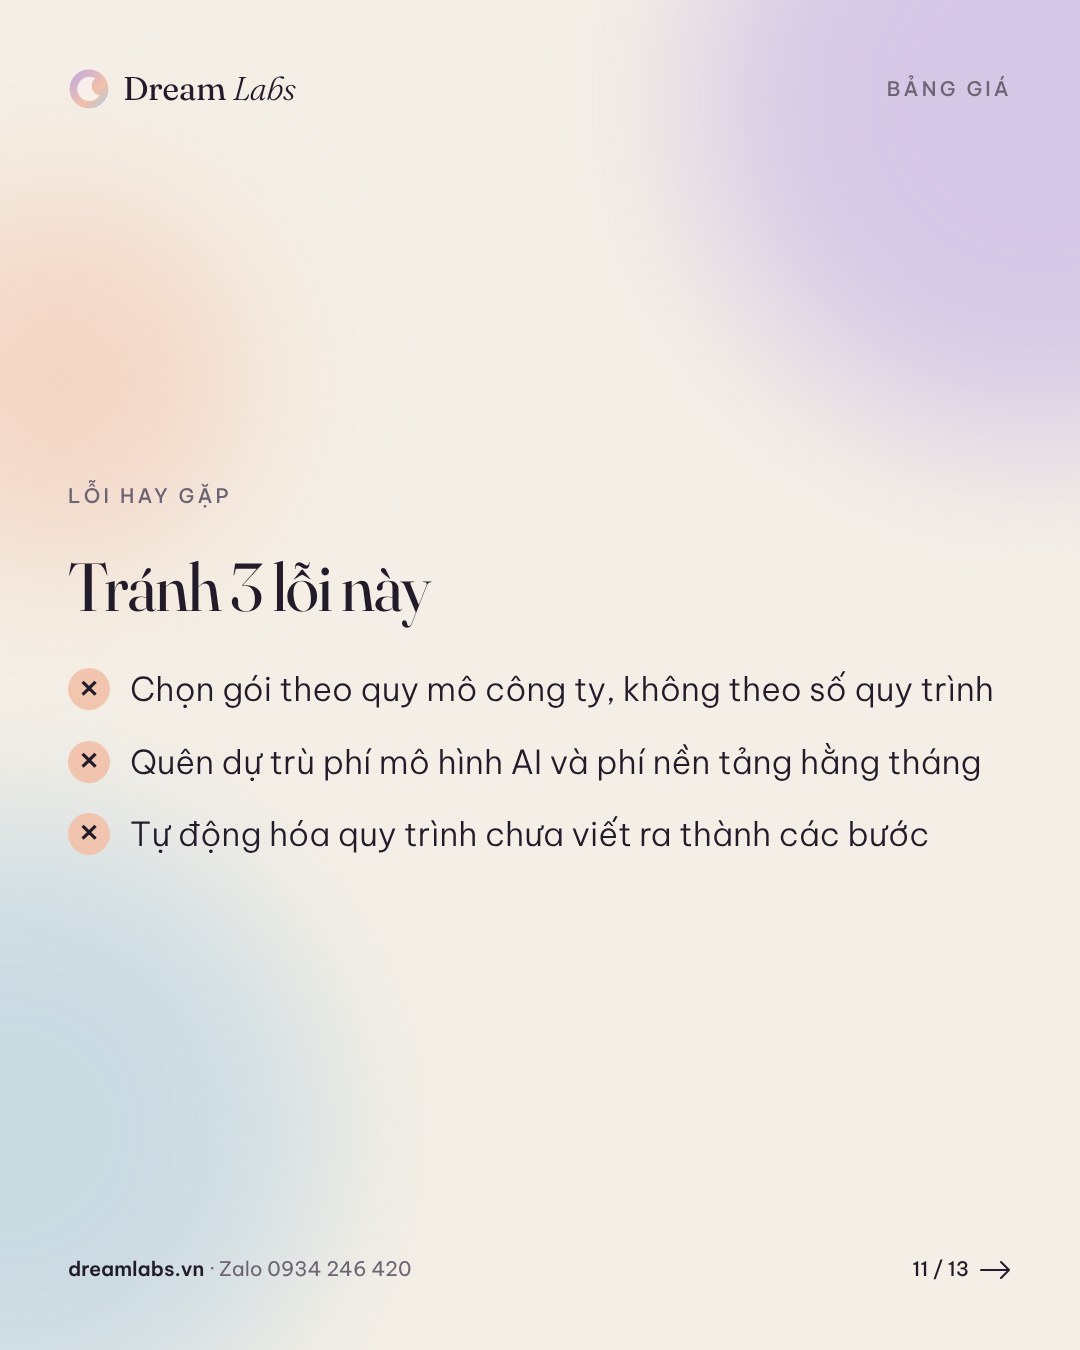 Dream Labs
BẢNG GIÁ
LỖI HAY GẶP
Tránh 3 lỗi này
Chọn gói theo quy mô công ty, không theo số quy trình
Quên dự trù phí mô hình AI và phí nền tảng hằng tháng
Tự động hóa quy trình chưa viết ra thành các bước
dreamlabs.vn · Zalo 0934 246 420
11 / 13